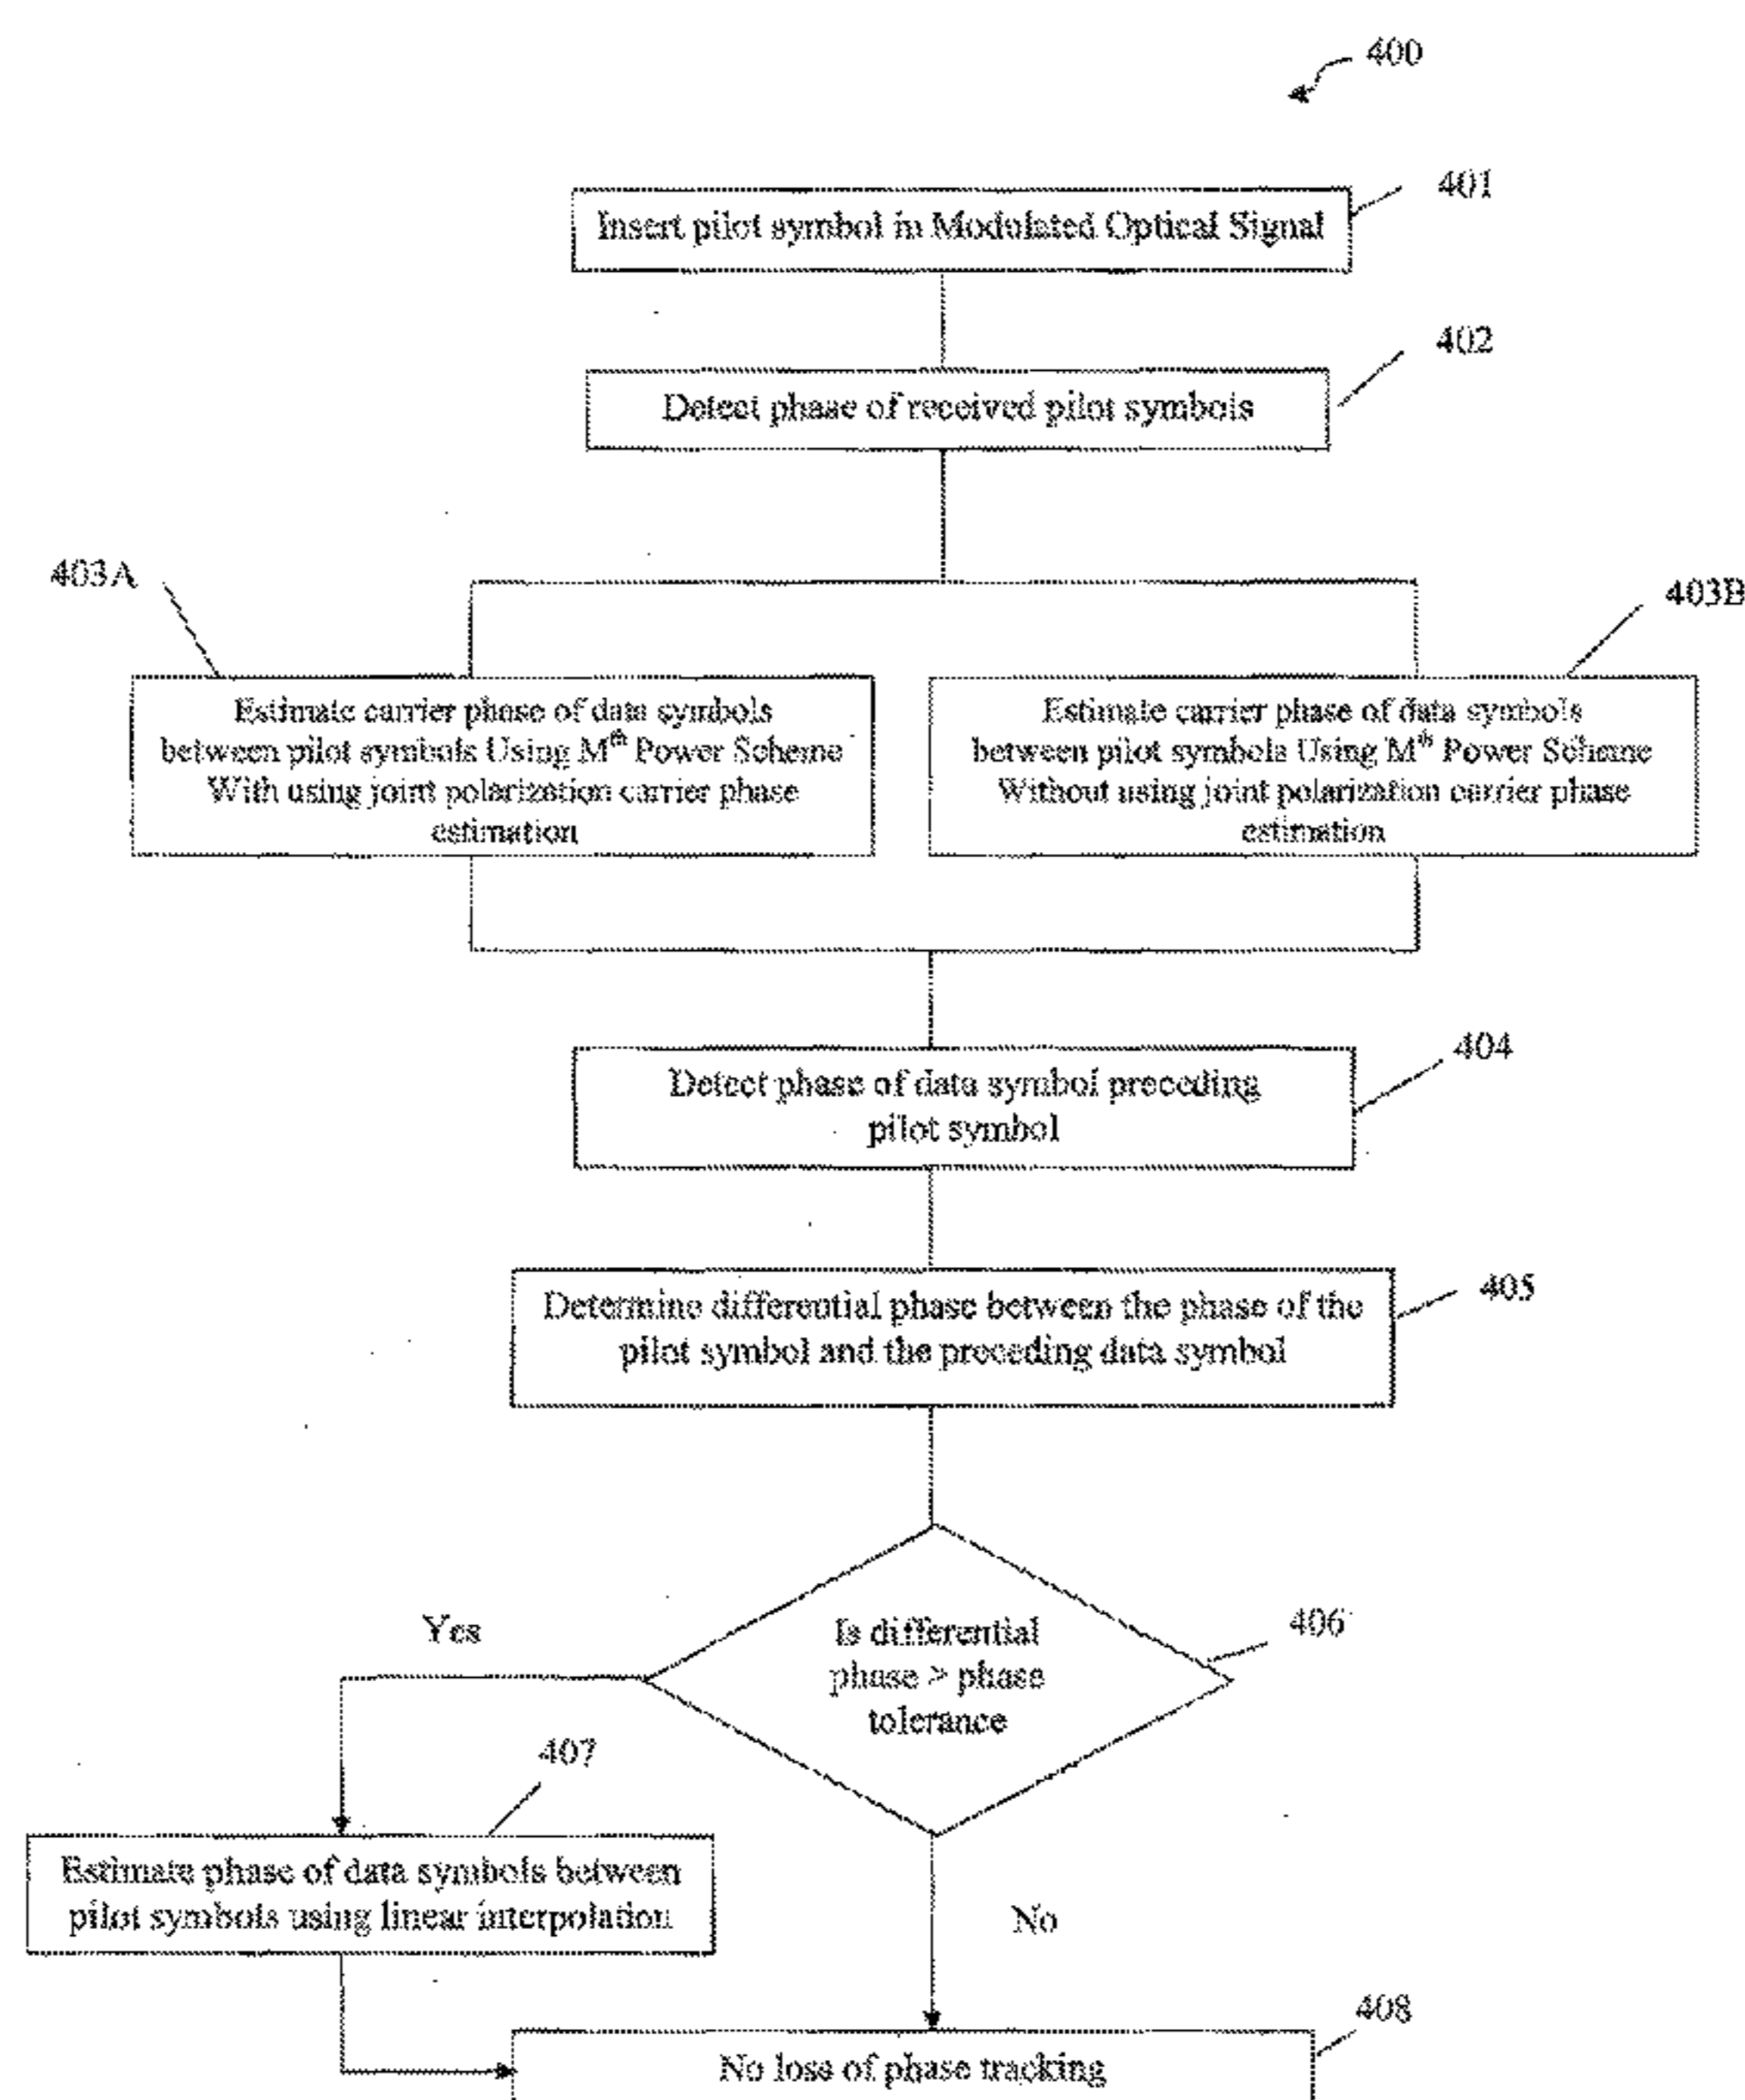 400
401
Insert pilot symbol in Modulated Optical Signal
402
Detect phase of received pilot symbols
403A
403B
Estimate carrier phase of data symbols
between pilot symbols Using Mth Power Scheme
With using joint polarization carrier phase
estimation
Estimate carrier phase of data symbols
between pilot symbols Using Mth Power Scheme
Without using joint polarization carrier phase
estimation
404
Detect phase of data symbol preceding
pilot symbol
405
Determine differential phase between the phase of the
pilot symbol and the preceding data symbol
406
Yes
Is differential
phase > phase
tolerance
407
Estimate phase of data symbols between
pilot symbols using linear interpolation
No
408
No loss of phase tracking